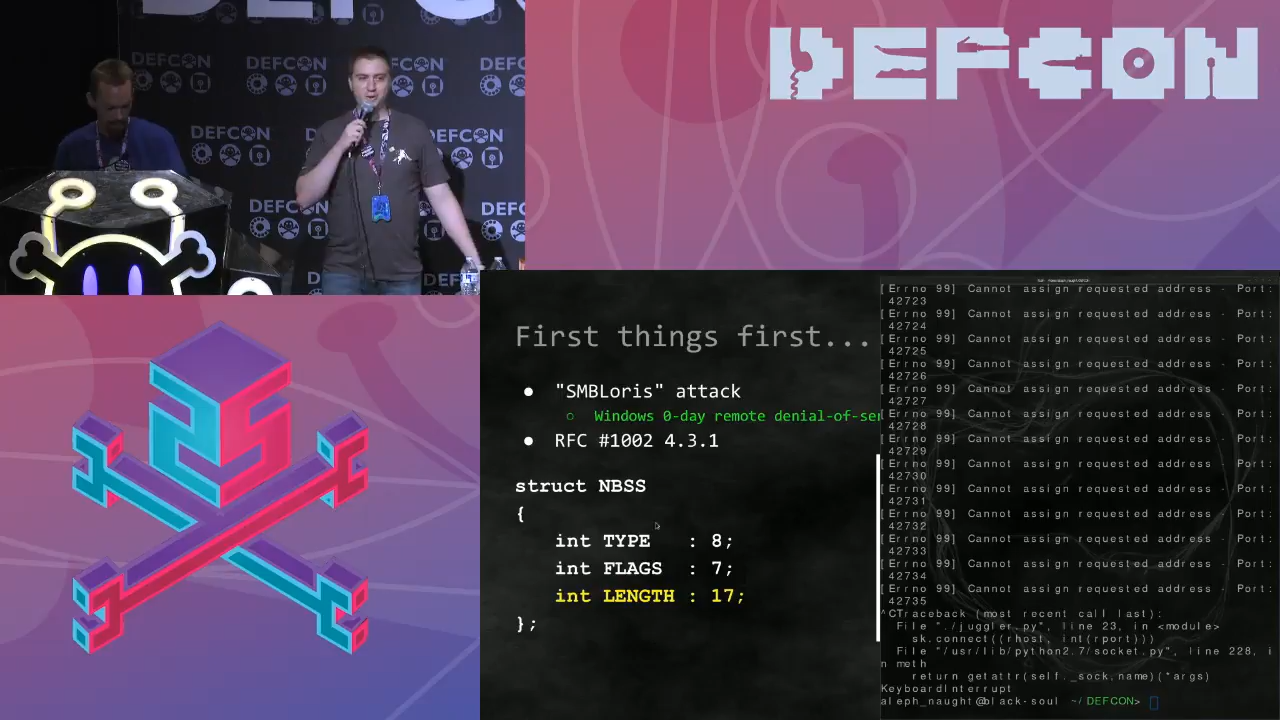 DEFCON
DEFCON
DEFCON
DEFCON
DEFCON
DEFCON
First things first...
● "SMBLoris" attack
○ Windows 0-day remote denial-of-ser
● RFC #1002 4.3.1
struct NBSS
{
int TYPE : 8;
int FLAGS : 7;
int LENGTH : 17;
};
[Errno 99] Cannot assign requested address - Port:
42723
[Errno 99] Cannot assign requested address - Port:
42724
[Errno 99] Cannot assign requested address - Port:
42725
[Errno 99] Cannot assign requested address - Port:
42726
[Errno 99] Cannot assign requested address - Port:
42727
[Errno 99] Cannot assign requested address - Port:
42728
[Errno 99] Cannot assign requested address - Port:
42729
[Errno 99] Cannot assign requested address - Port:
42730
[Errno 99] Cannot assign requested address - Port:
42731
[Errno 99] Cannot assign requested address - Port:
42732
[Errno 99] Cannot assign requested address - Port:
42733
[Errno 99] Cannot assign requested address - Port:
42734
[Errno 99] Cannot assign requested address - Port:
42735
^CTraceback (most recent call last):
File "./juggler.py", line 23, in <module>
sk.connect((rhost, int(rport)))
File "/usr/lib/python2.7/socket.py", line 228, i
n meth
return getattr(self._sock,name)(*args)
KeyboardInterrupt
aleph_naught@black-soul ~/DEFCON>